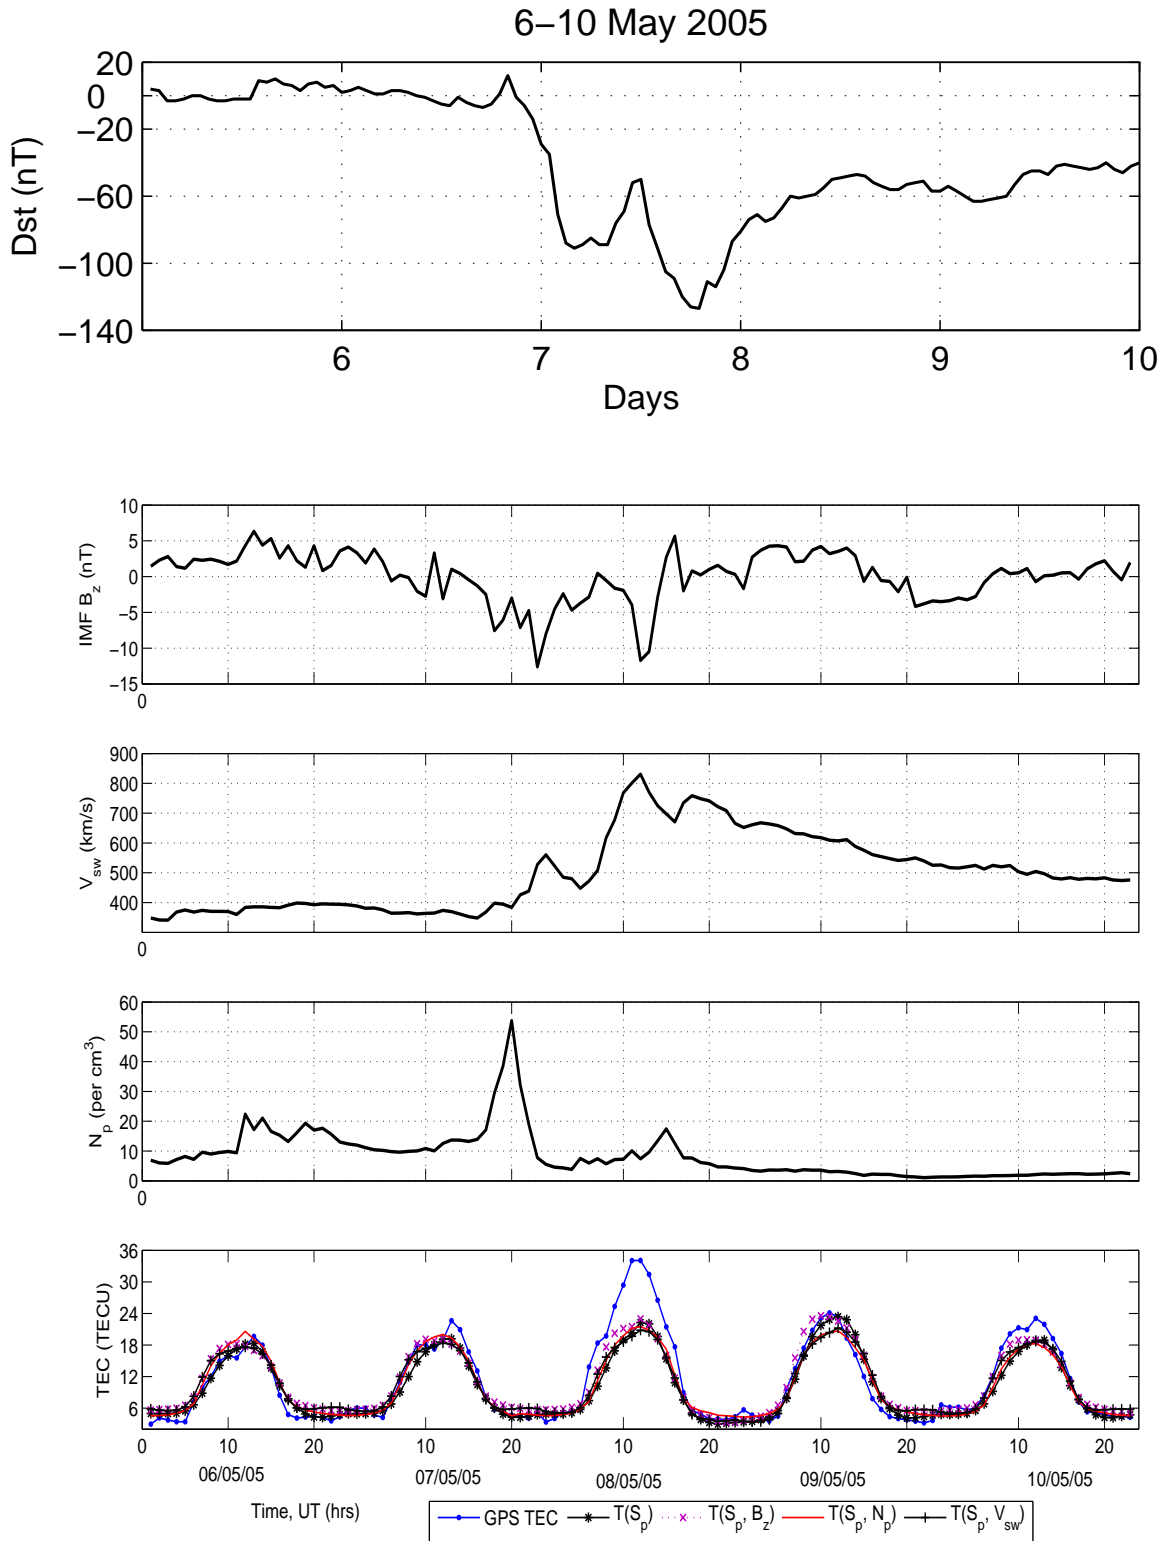 6−10 May 2005
20
0
−20
−60
−100
−140
Dst (nT)
6 7 8 9 10
Days
10
5
0
−5
−10
−15
IMF B_z (nT)
0
900
800
700
600
500
400
V_sw (km/s)
0
60
50
40
30
20
10
0
N_p (per cm^3)
0
36
30
24
18
12
6
TEC (TECU)
0 10 20 10 20 10 20 10 20 10 20
06/05/05 07/05/05 08/05/05 09/05/05 10/05/05
Time, UT (hrs)
GPS TEC T(S_p) T(S_p, B_z) T(S_p, N_p) T(S_p, V_sw)